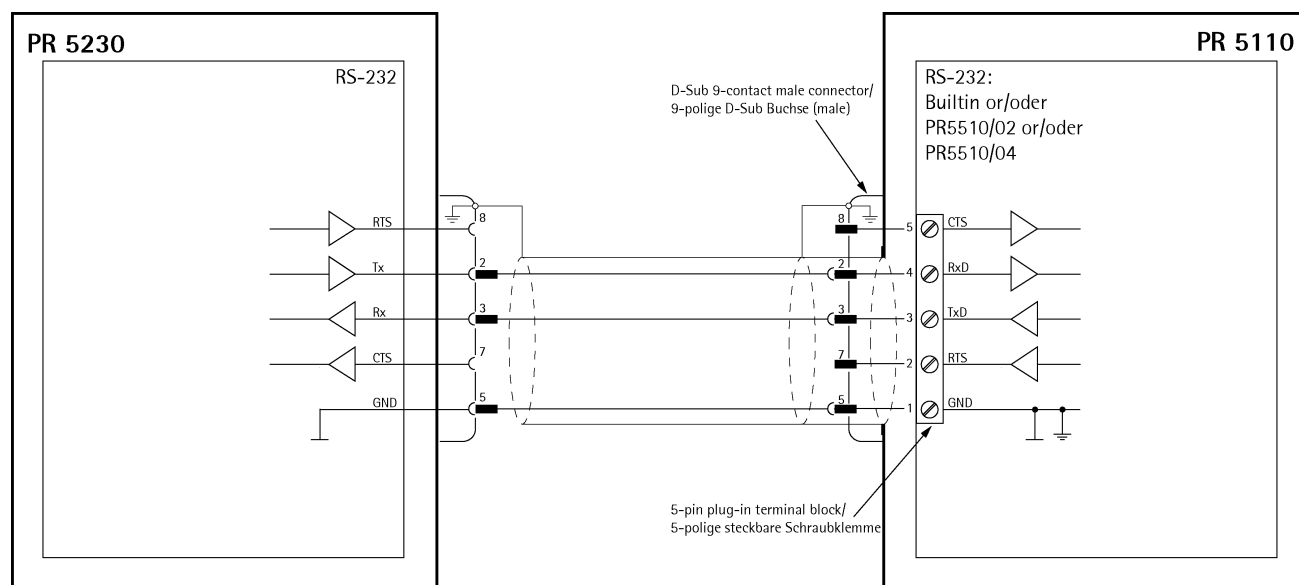 PR 5230
RS-232
PR 5110
RS-232:
Builtin or/oder
PR5510/02 or/oder
PR5510/04
D-Sub 9-contact male connector/
9-polige D-Sub Buchse (male)
RTS 8 8 5 CTS
Tx 2 2 4 RxD
Rx 3 3 3 TxD
CTS 7 7 2 RTS
GND 5 5 1 GND
5-pin plug-in terminal block/
5-polige steckbare Schraubklemme